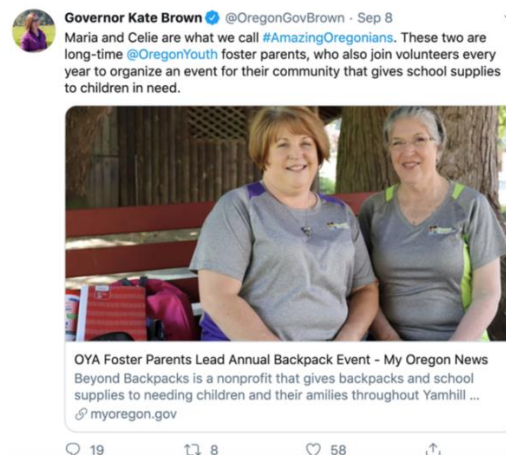 Governor Kate Brown @OregonGovBrown · Sep 8
Maria and Celie are what we call #AmazingOregonians. These two are
long-time @OregonYouth foster parents, who also join volunteers every
year to organize an event for their community that gives school supplies
to children in need.
OYA Foster Parents Lead Annual Backpack Event - My Oregon News
Beyond Backpacks is a nonprofit that gives backpacks and school
supplies to needing children and their amilies throughout Yamhill ...
myoregon.gov
19 8 58